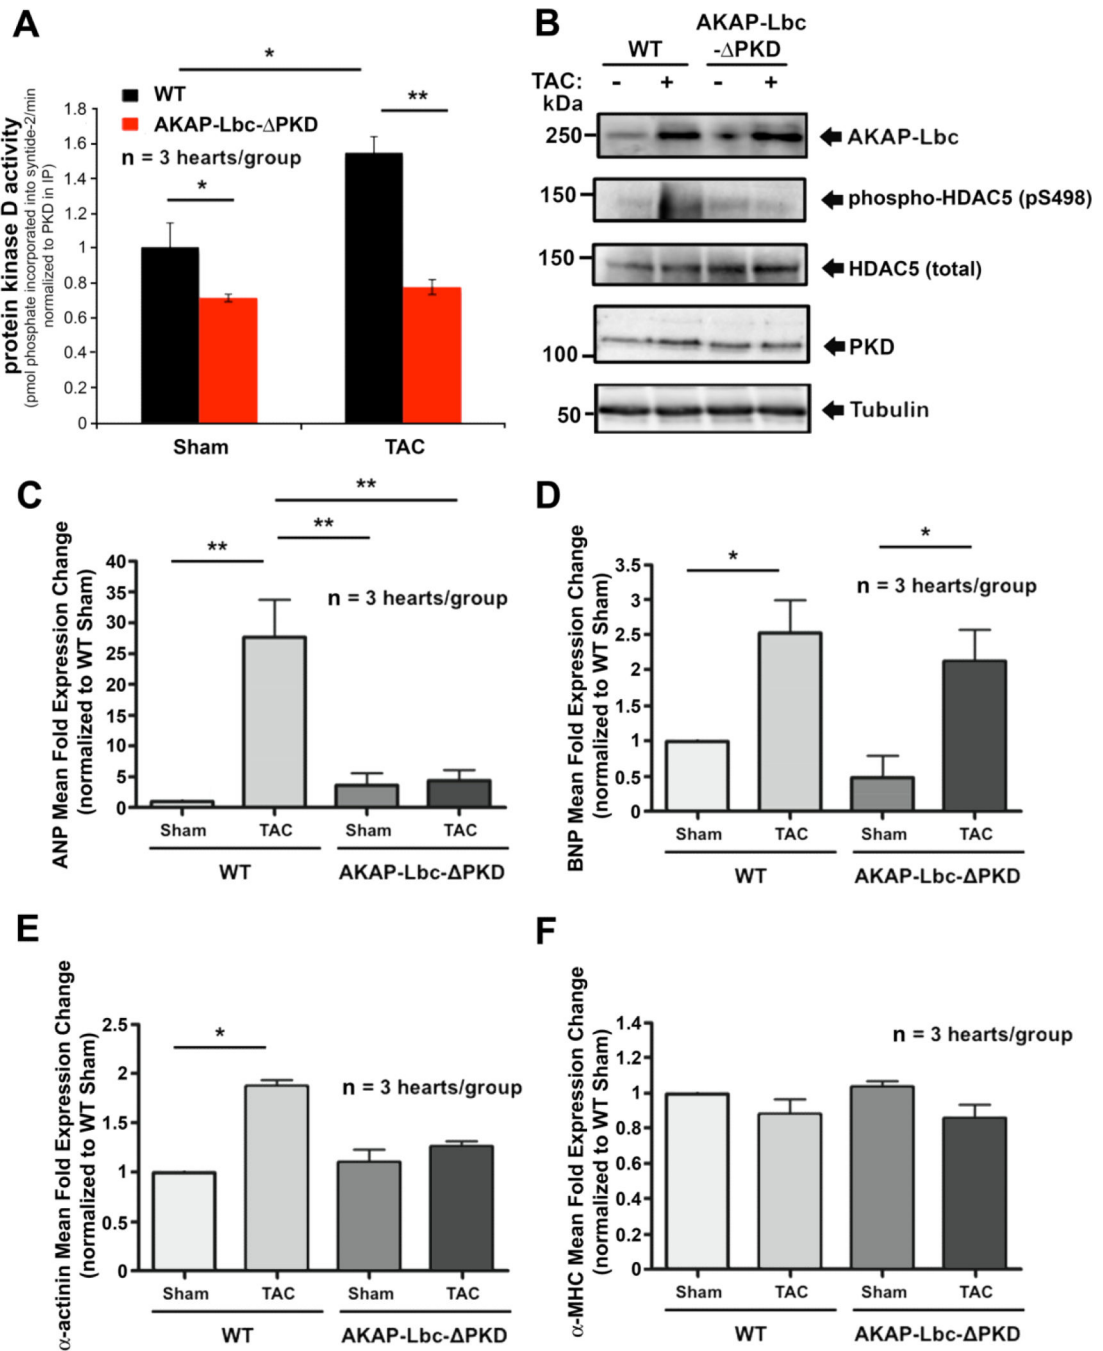 A
*
WT
AKAP-Lbc-ΔPKD
n = 3 hearts/group
*
**
protein kinase D activity
(pmol phosphate incorporated into syntide-2/min
normalized to PKD in IP)
1.8
1.6
1.4
1.2
1
0.8
0.6
0.4
0.2
0
Sham
TAC
B
AKAP-Lbc
WT
-ΔPKD
TAC: - + - +
kDa
250
AKAP-Lbc
150
phospho-HDAC5 (pS498)
150
HDAC5 (total)
100
PKD
50
Tubulin
C
**
**
**
ANP Mean Fold Expression Change
(normalized to WT Sham)
40
35
30
25
20
15
10
5
0
n = 3 hearts/group
Sham TAC Sham TAC
WT AKAP-Lbc-ΔPKD
D
*
*
BNP Mean Fold Expression Change
(normalized to WT Sham)
3.5
3
2.5
2
1.5
1
0.5
0
n = 3 hearts/group
Sham TAC Sham TAC
WT AKAP-Lbc-ΔPKD
E
*
α-actinin Mean Fold Expression Change
(normalized to WT Sham)
2.5
2
1.5
1
0.5
0
n = 3 hearts/group
Sham TAC Sham TAC
WT AKAP-Lbc-ΔPKD
F
α-MHC Mean Fold Expression Change
(normalized to WT Sham)
1.4
1.2
1
0.8
0.6
0.4
0.2
0
n = 3 hearts/group
Sham TAC Sham TAC
WT AKAP-Lbc-ΔPKD